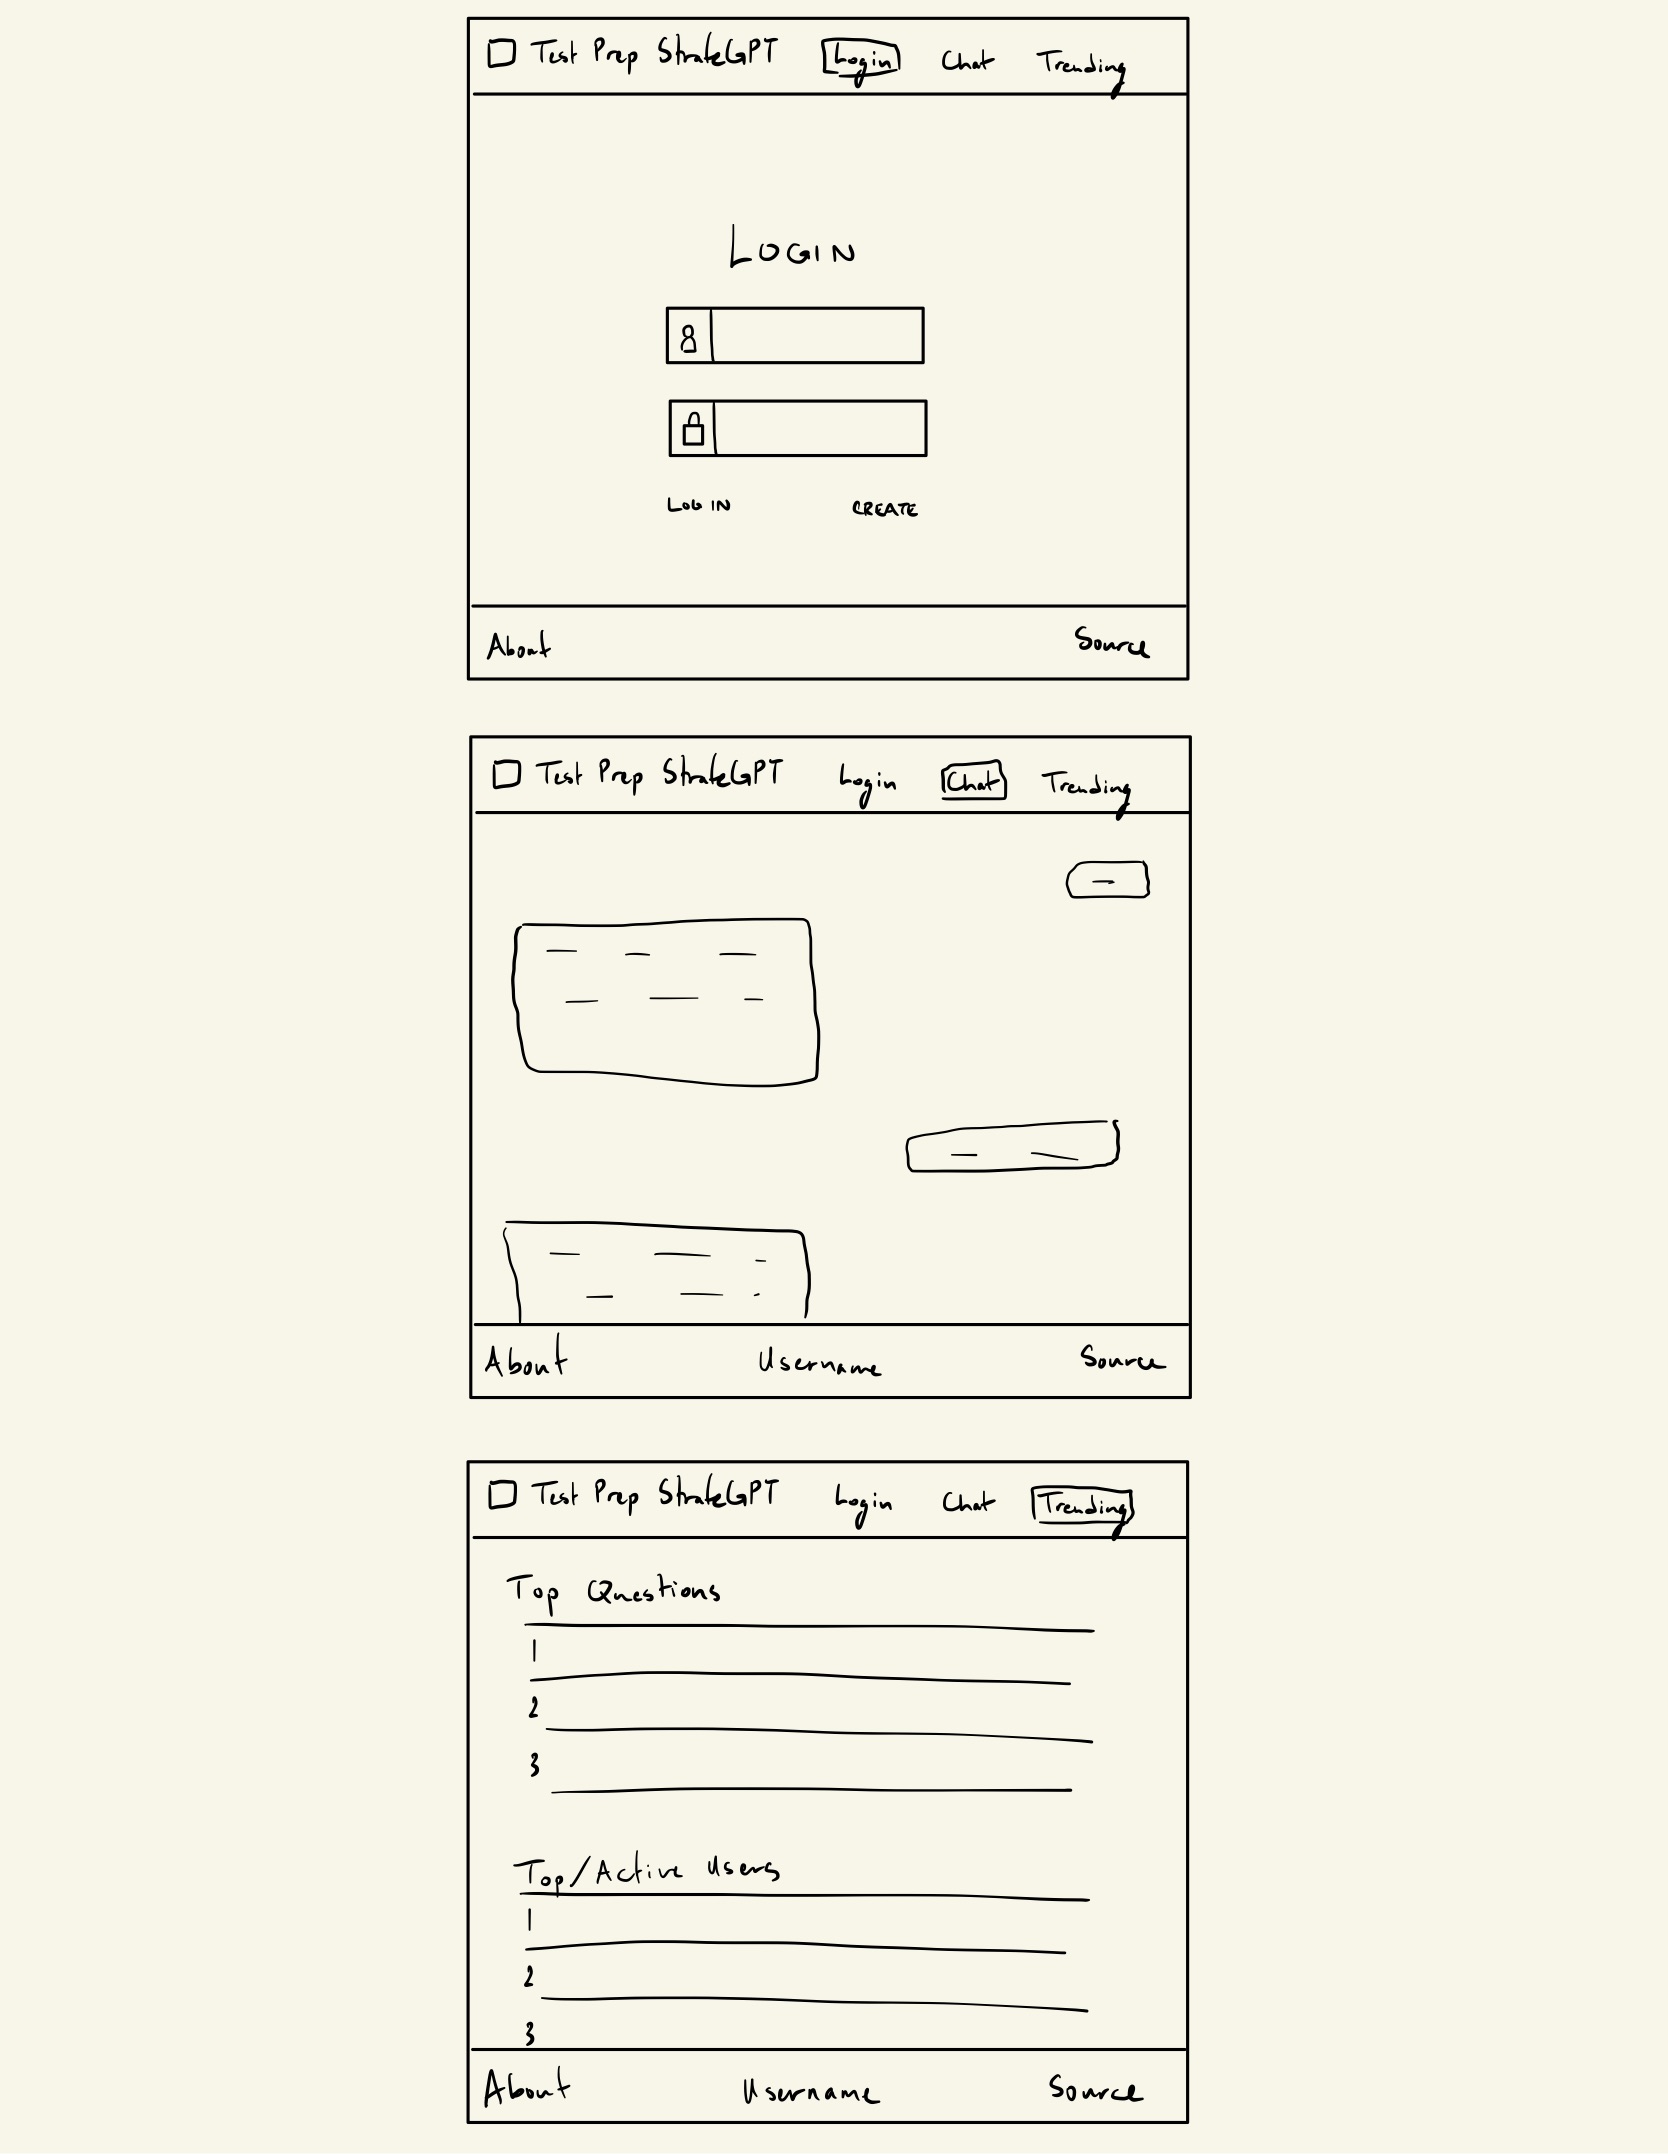 Test Prep StrateGPT Login Chat Trending
LOGIN
LOG IN CREATE
About Source
Test Prep StrateGPT Login Chat Trending
About Username Source
Test Prep StrateGPT Login Chat Trending
Top Questions
1
2
3
Top/Active Users
1
2
3
About Username Source